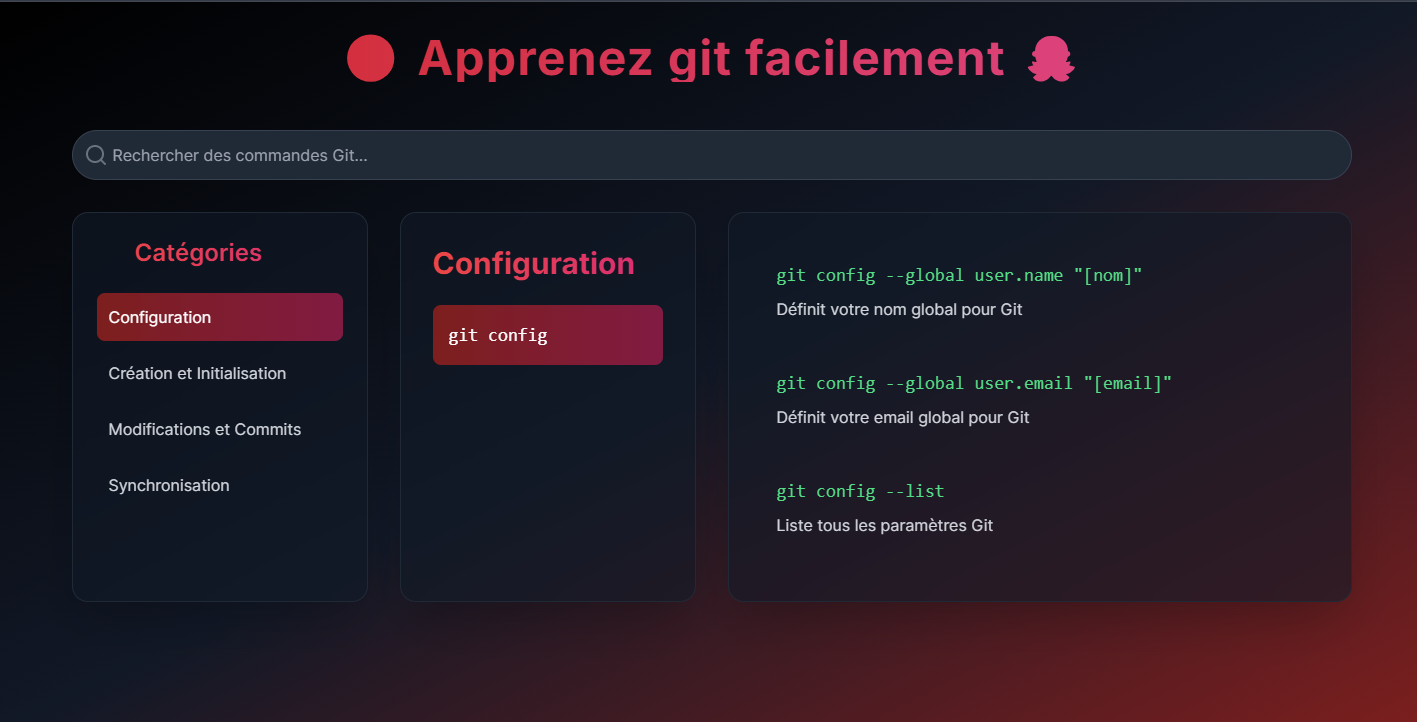 Apprenez git facilement
Rechercher des commandes Git...
Catégories
Configuration
Création et Initialisation
Modifications et Commits
Synchronisation
Configuration
git config
git config --global user.name "[nom]"
Définit votre nom global pour Git
git config --global user.email "[email]"
Définit votre email global pour Git
git config --list
Liste tous les paramètres Git